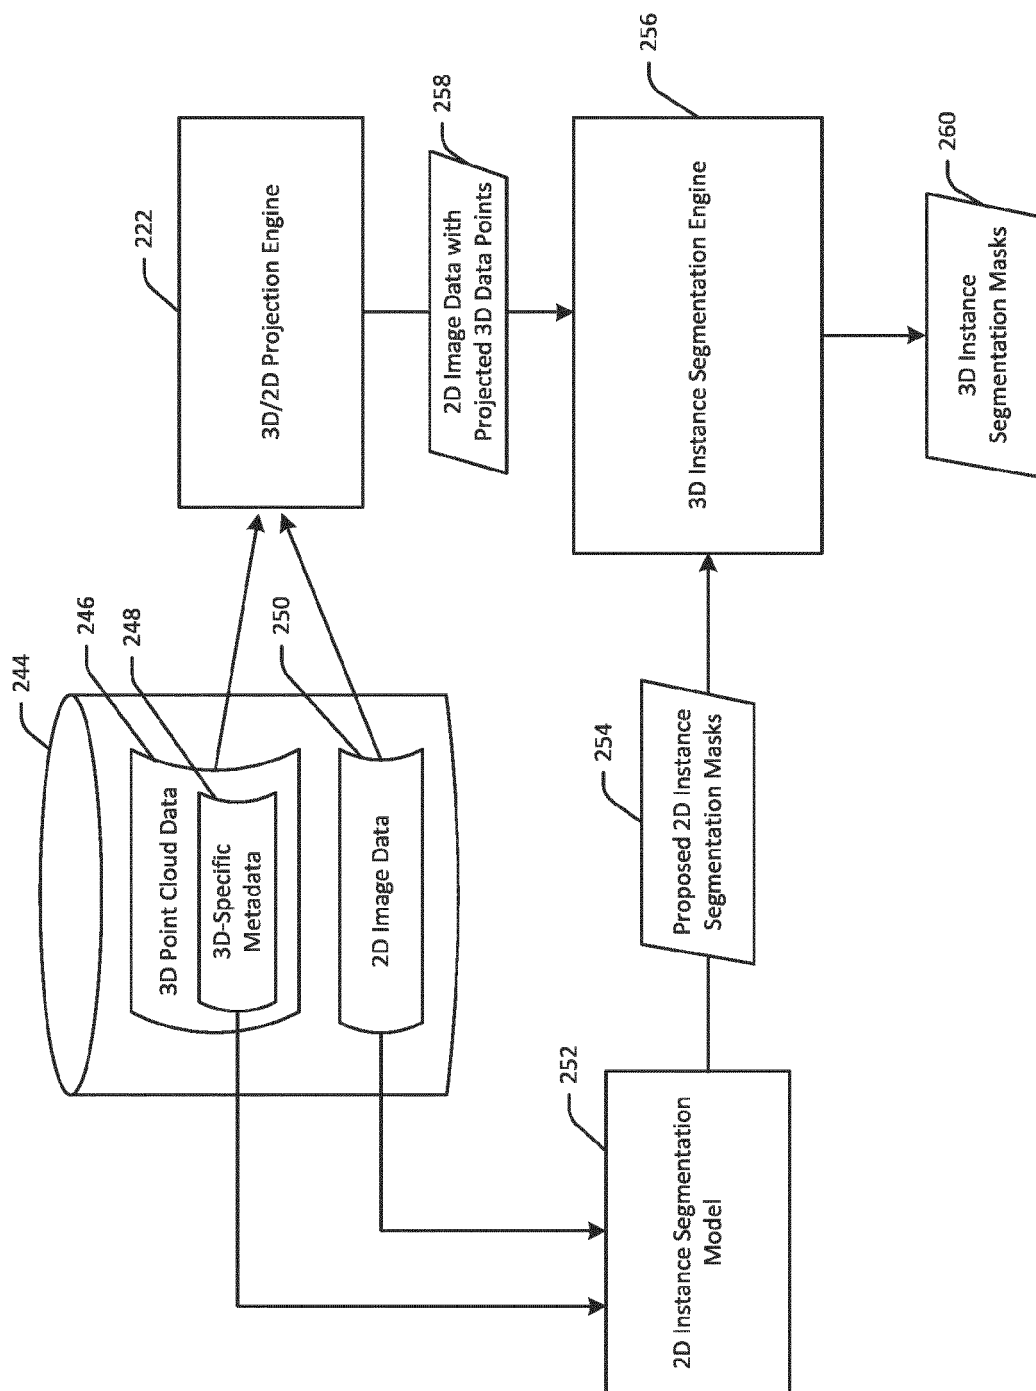 244
3D Point Cloud Data
246
3D-Specific
Metadata
248
2D Image Data
250
222
3D/2D Projection Engine
2D Image Data with
Projected 3D Data Points
258
252
2D Instance Segmentation
Model
254
Proposed 2D Instance
Segmentation Masks
256
3D Instance Segmentation Engine
3D Instance
Segmentation Masks
260